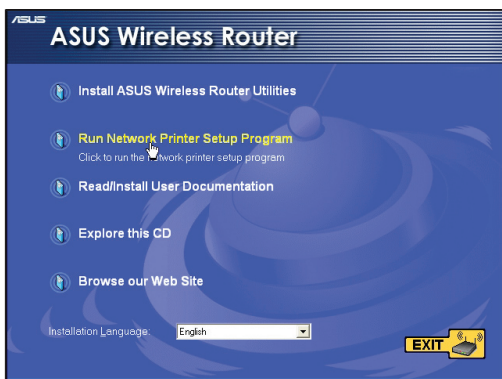 ASUS
ASUS Wireless Router
Install ASUS Wireless Router Utilities
Run Network Printer Setup Program
Click to run the network printer setup program
Read/Install User Documentation
Explore this CD
Browse our Web Site
Installation Language: English
EXIT